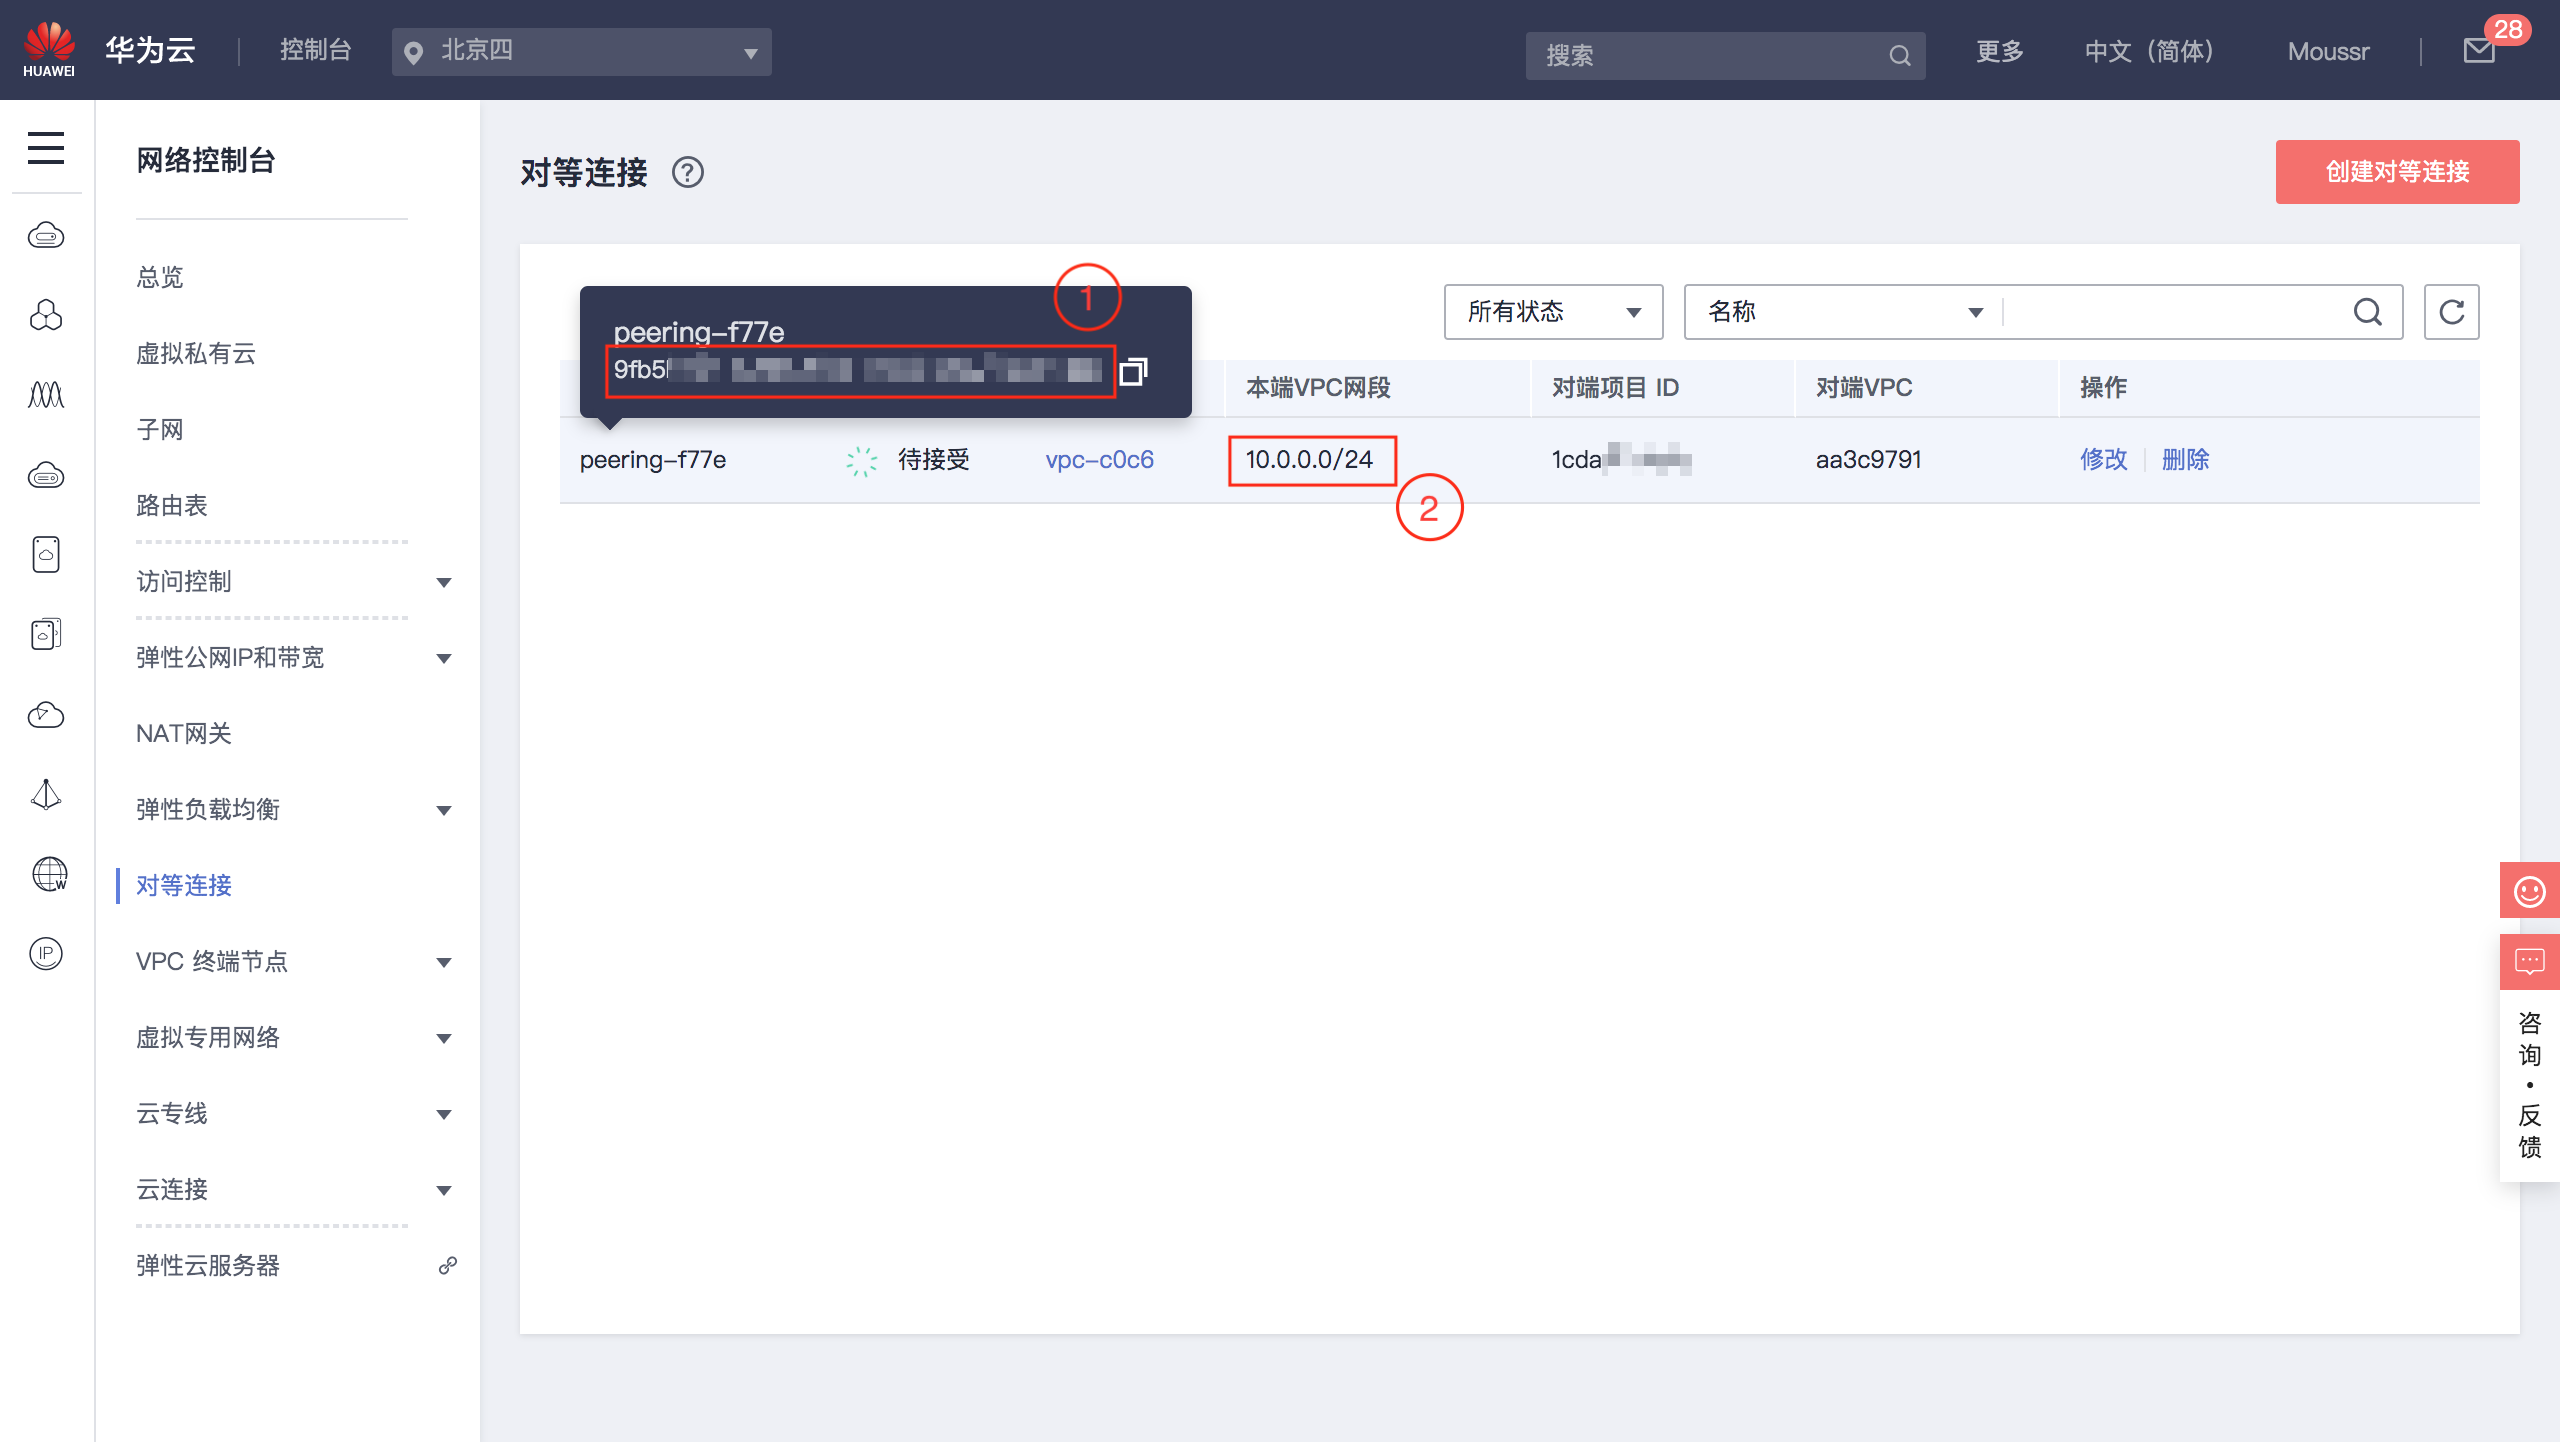 HUAWEI
华为云
控制台
北京四
搜索
更多
中文（简体）
Moussr
28
网络控制台
总览
虚拟私有云
子网
路由表
访问控制
弹性公网IP和带宽
NAT网关
弹性负载均衡
对等连接
VPC 终端节点
虚拟专用网络
云专线
云连接
弹性云服务器
对等连接
?
创建对等连接
所有状态
名称
1
peering-f77e
9fb5
本端VPC网段
对端项目 ID
对端VPC
操作
peering-f77e
待接受
vpc-c0c6
10.0.0.0/24
1cda
aa3c9791
修改
删除
2
W
IP
咨
询
·
反
馈